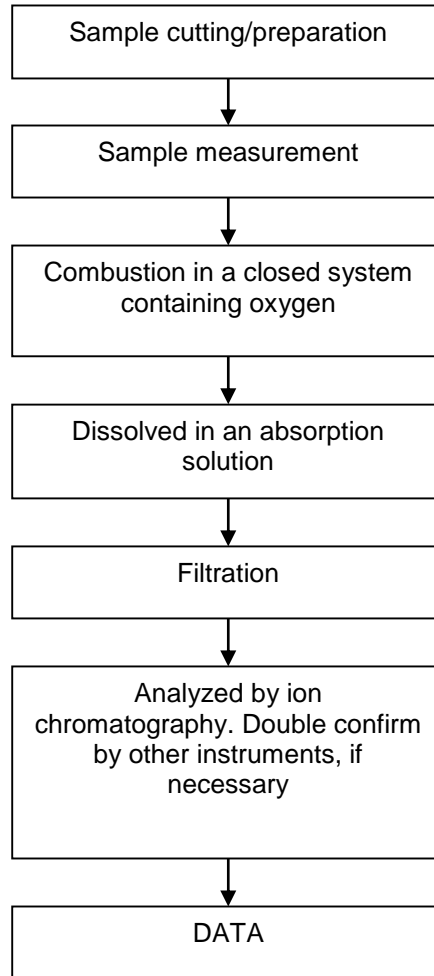 Sample cutting/preparation
Sample measurement
Combustion in a closed system
containing oxygen
Dissolved in an absorption
solution
Filtration
Analyzed by ion
chromatography. Double confirm
by other instruments, if
necessary
DATA